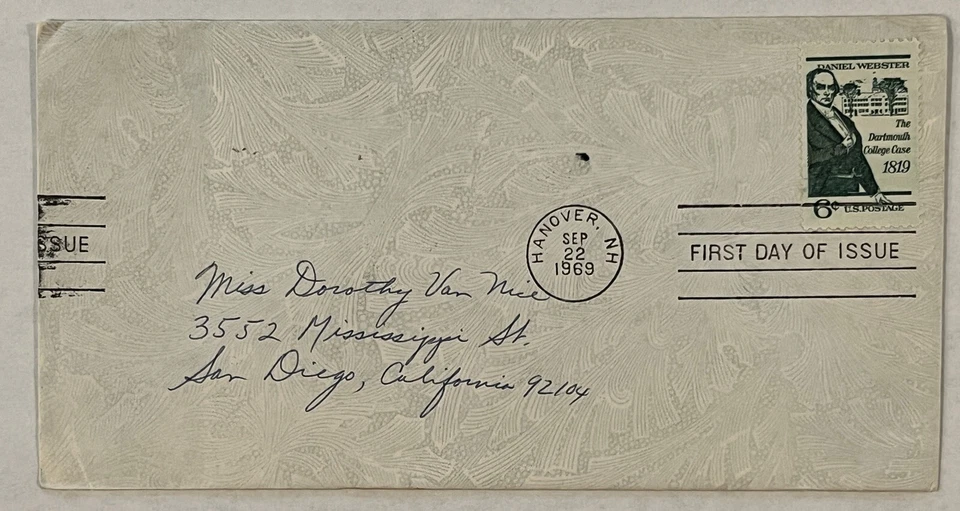 DANIEL WEBSTER
The
Dartmouth
College Case
1819
6¢ U.S. POSTAGE
HANOVER, NH
SEP
22
1969
FIRST DAY OF ISSUE
SSUE
Miss Dorothy Van Nice
3552 Mississippi St.
San Diego, California 92104